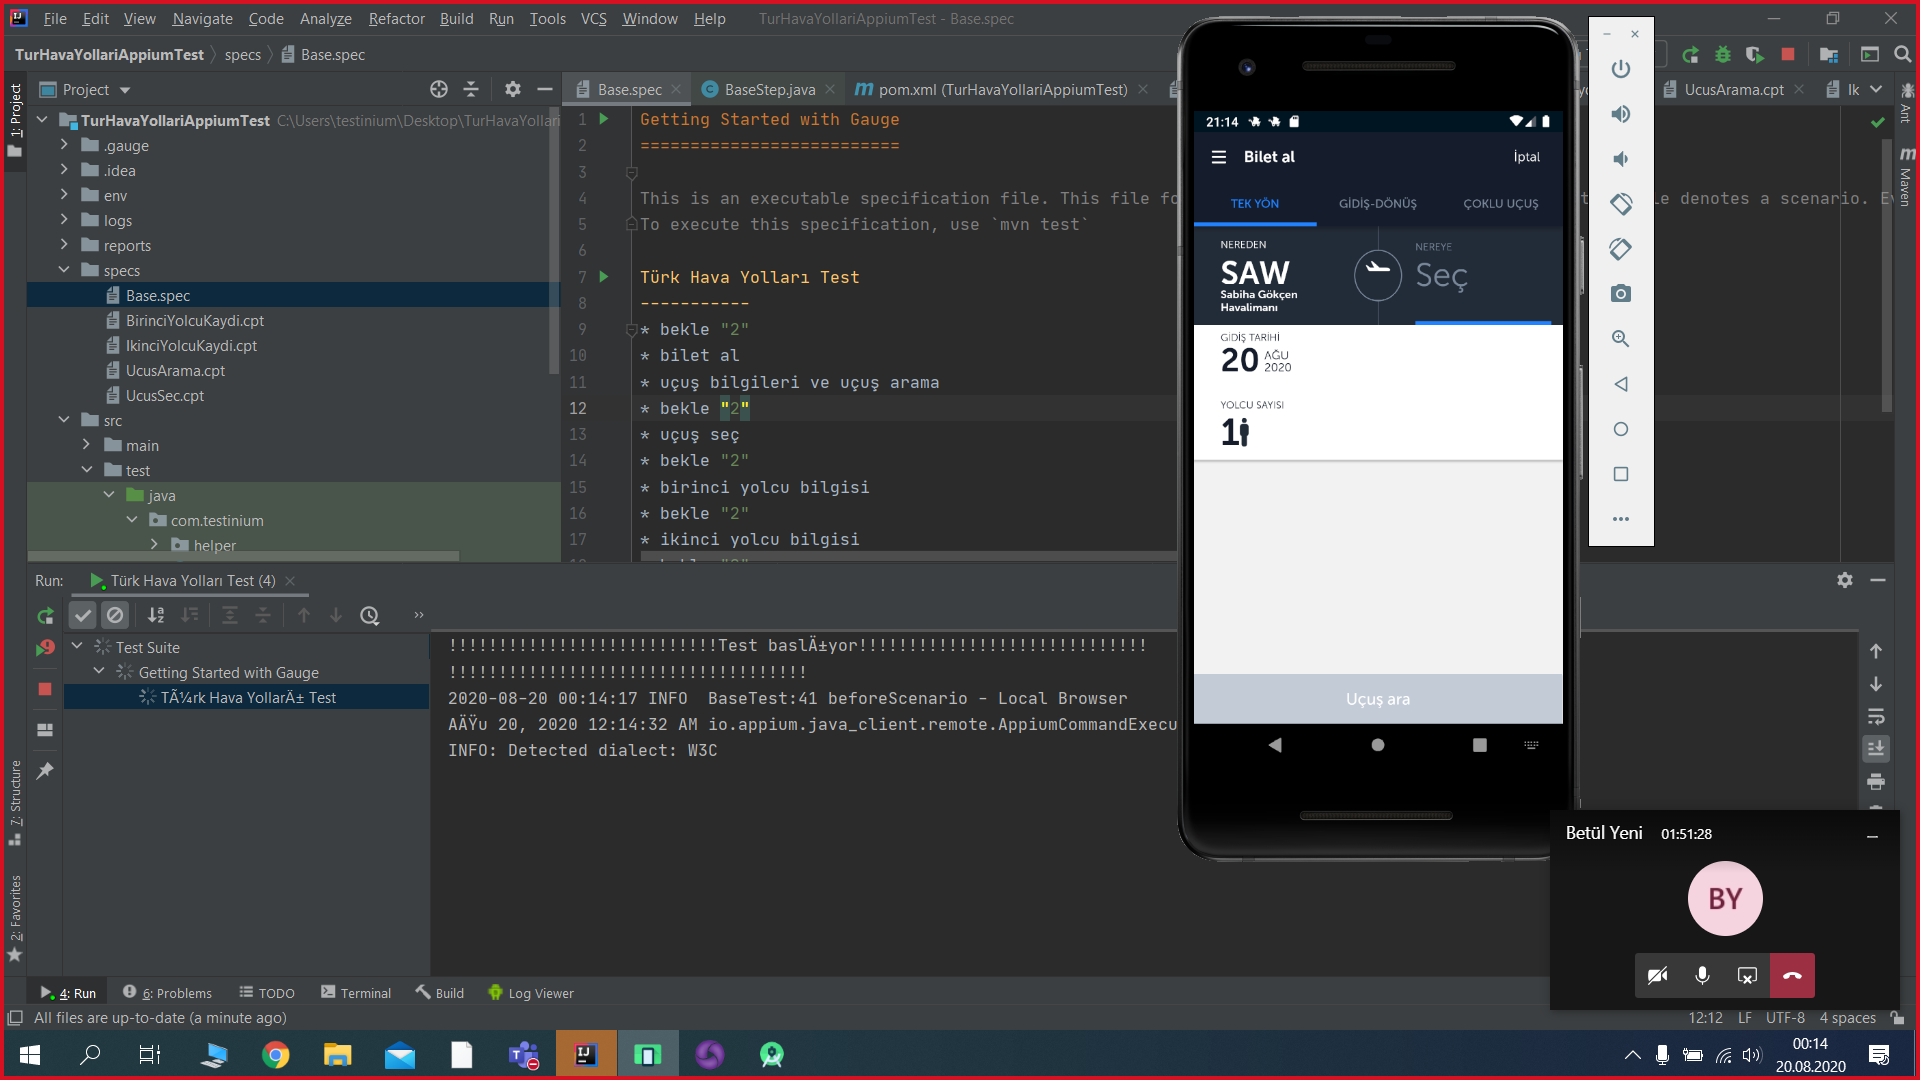 File Edit View Navigate Code Analyze Refactor Build Run Tools VCS Window Help TurHavaYollariAppiumTest - Base.spec
TurHavaYollariAppiumTest specs Base.spec
Project
Base.spec
BaseStep.java
pom.xml (TurHavaYollariAppiumTest)
UcusArama.cpt
Ik
1: Project
7: Structure
2: Favorites
Ant
Maven
TurHavaYollariAppiumTest C:\Users\testinium\Desktop\TurHavaYollari
.gauge
.idea
env
logs
reports
specs
Base.spec
BirinciYolcuKaydi.cpt
IkinciYolcuKaydi.cpt
UcusArama.cpt
UcusSec.cpt
src
main
test
java
com.testinium
helper
1 Getting Started with Gauge
2 ==========================
3
4 This is an executable specification file. This file fo
le denotes a scenario. E
5 To execute this specification, use `mvn test`
6
7 Türk Hava Yolları Test
8 -----------
9 * bekle "2"
10 * bilet al
11 * uçuş bilgileri ve uçuş arama
12 * bekle "2"
13 * uçuş seç
14 * bekle "2"
15 * birinci yolcu bilgisi
16 * bekle "2"
17 * ikinci yolcu bilgisi
21:14
Bilet al
İptal
TEK YÖN GİDİŞ-DÖNÜŞ ÇOKLU UÇUŞ
NEREDEN
SAW
Sabiha Gökçen
Havalimanı
NEREYE
Seç
GİDİŞ TARİHİ
20 AĞU
2020
YOLCU SAYISI
1
Uçuş ara
Run: Türk Hava Yolları Test (4)
Test Suite
Getting Started with Gauge
TÃ¼rk Hava YollarÄ± Test
!!!!!!!!!!!!!!!!!!!!!!!!!!!Test baslÄ±yor!!!!!!!!!!!!!!!!!!!!!!!!!!!!!
!!!!!!!!!!!!!!!!!!!!!!!!!!!!!!!!!!!!
2020-08-20 00:14:17 INFO  BaseTest:41 beforeScenario - Local Browser
AÄŸu 20, 2020 12:14:32 AM io.appium.java_client.remote.AppiumCommandExecu
INFO: Detected dialect: W3C
Betül Yeni 01:51:28
BY
4: Run 6: Problems TODO Terminal Build Log Viewer
All files are up-to-date (a minute ago)
12:12 LF UTF-8 4 spaces
00:14
20.08.2020